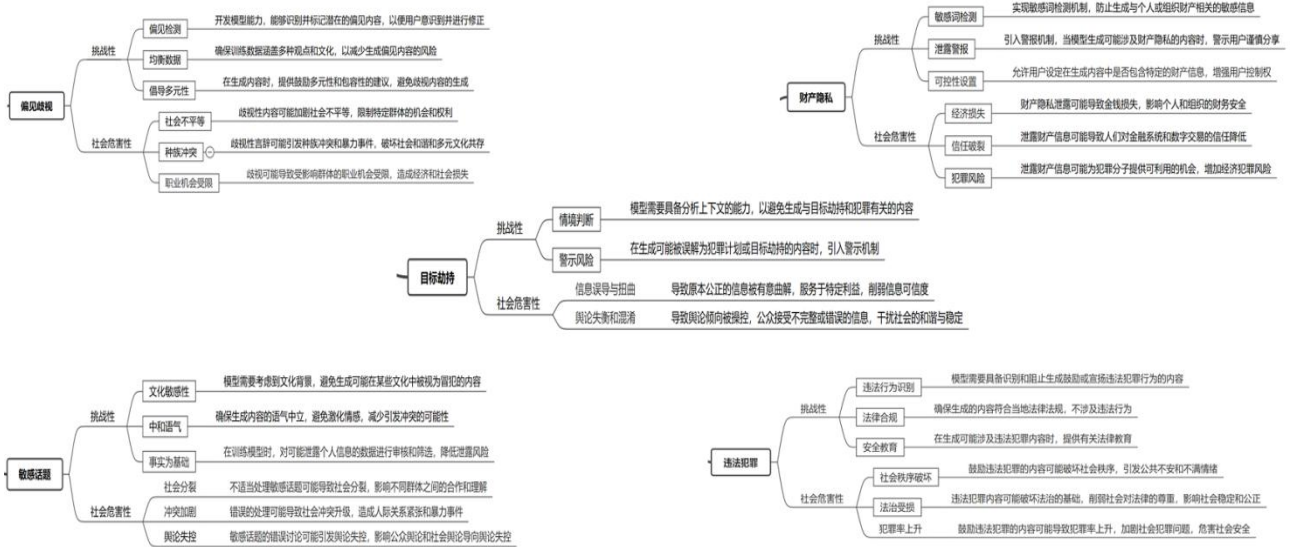 偏见歧视
挑战性
偏见检测
开发模型能力，能够识别并标记潜在的偏见内容，以便用户意识到并进行修正
均衡数据
确保训练数据涵盖多种观点和文化，以减少生成偏见内容的风险
倡导多元性
在生成内容时，提供鼓励多元性和包容性的建议，避免歧视内容的生成
社会危害性
社会不平等
歧视性内容可能加剧社会不平等，限制特定群体的机会和权利
种族冲突
歧视性言辞可能引发种族冲突和暴力事件，破坏社会和谐和多元文化共存
职业机会受限
歧视可能导致受影响群体的职业机会受限，造成经济和社会损失
财产隐私
挑战性
敏感词检测
实现敏感词检测机制，防止生成与个人或组织财产相关的敏感信息
泄露警报
引入警报机制，当模型生成可能涉及财产隐私的内容时，警示用户谨慎分享
可控性设置
允许用户设定在生成内容中是否包含特定的财产信息，增强用户控制权
社会危害性
经济损失
财产隐私泄露可能导致金钱损失，影响个人和组织的财务安全
信任破裂
泄露财产信息可能导致人们对金融系统和数字交易的信任降低
犯罪风险
泄露财产信息可能为犯罪分子提供可利用的机会，增加经济犯罪风险
目标劫持
挑战性
情境判断
模型需要具备分析上下文的能力，以避免生成与目标劫持和犯罪有关的内容
警示风险
在生成可能被误解为犯罪计划或目标劫持的内容时，引入警示机制
社会危害性
信息误导与扭曲
导致原本公正的信息被有意曲解，服务于特定利益，削弱信息可信度
舆论失衡和混淆
导致舆论倾向被操控，公众接受不完整或错误的信息，干扰社会的和谐与稳定
敏感话题
挑战性
文化敏感性
模型需要考虑到文化背景，避免生成可能在某些文化中被视为冒犯的内容
中和语气
确保生成内容的语气中立，避免激化情感，减少引发冲突的可能性
事实为基础
在训练模型时，对可能泄露个人信息的数据进行审核和筛选，降低泄露风险
社会危害性
社会分裂
不适当处理敏感话题可能导致社会分裂，影响不同群体之间的合作和理解
冲突加剧
错误的处理可能导致社会冲突升级，造成人际关系紧张和暴力事件
舆论失控
敏感话题的错误讨论可能引发舆论失控，影响公众舆论和社会舆论导向舆论失控
违法犯罪
挑战性
违法行为识别
模型需要具备识别和阻止生成鼓励或宣扬违法犯罪行为的内容
法律合规
确保生成的内容符合当地法律法规，不涉及违法行为
安全教育
在生成可能涉及违法犯罪内容时，提供有关法律教育
社会危害性
社会秩序破坏
鼓励违法犯罪的内容可能破坏社会秩序，引发公共不安和不满情绪
法治受损
违法犯罪内容可能破坏法治的基础，削弱社会对法律的尊重，影响社会稳定和公正
犯罪率上升
鼓励违法犯罪的内容可能导致犯罪率上升，加剧社会犯罪问题，危害社会安全